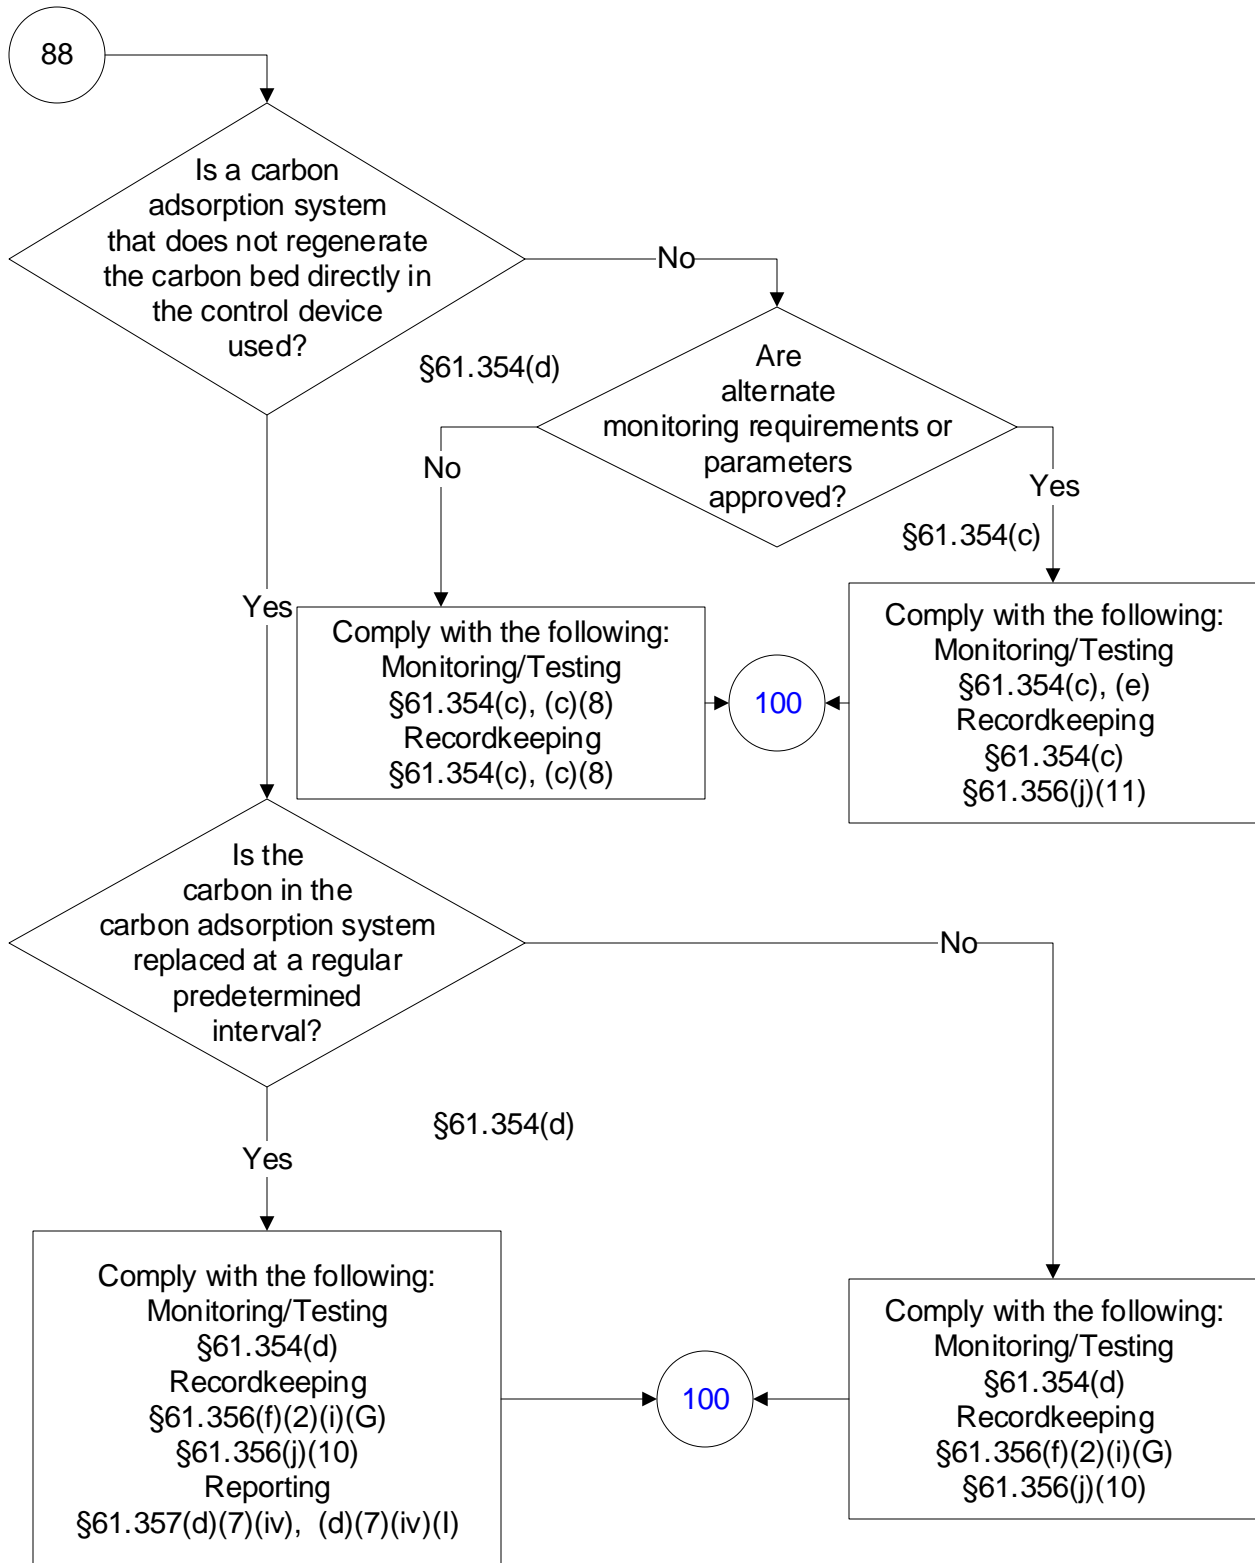 88
Is a carbon
adsorption system
that does not regenerate
the carbon bed directly in
the control device
used?
No
§61.354(d)
Are
alternate
monitoring requirements or
parameters
approved?
No
Yes
§61.354(c)
Yes
Comply with the following:
Monitoring/Testing
§61.354(c), (c)(8)
Recordkeeping
§61.354(c), (c)(8)
100
Comply with the following:
Monitoring/Testing
§61.354(c), (e)
Recordkeeping
§61.354(c)
§61.356(j)(11)
Is the
carbon in the
carbon adsorption system
replaced at a regular
predetermined
interval?
No
§61.354(d)
Yes
Comply with the following:
Monitoring/Testing
§61.354(d)
Recordkeeping
§61.356(f)(2)(i)(G)
§61.356(j)(10)
Reporting
§61.357(d)(7)(iv), (d)(7)(iv)(I)
100
Comply with the following:
Monitoring/Testing
§61.354(d)
Recordkeeping
§61.356(f)(2)(i)(G)
§61.356(j)(10)